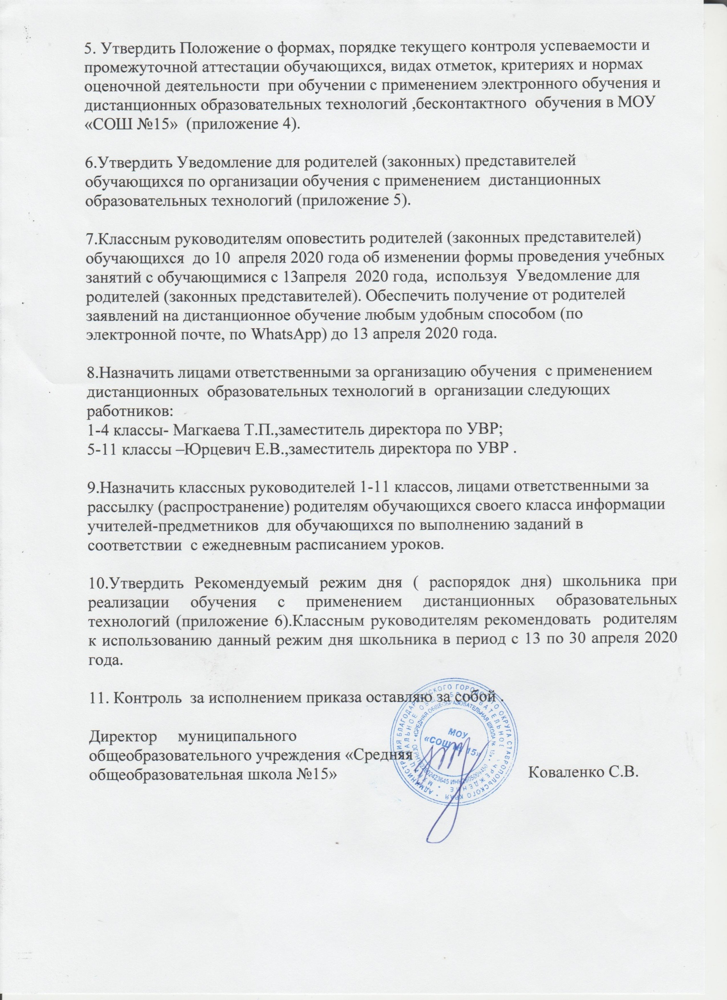 5. Утвердить Положение о формах, порядке текущего контроля успеваемости и
промежуточной аттестации обучающихся, видах отметок, критериях и нормах
оценочной деятельности  при обучении с применением электронного обучения и
дистанционных образовательных технологий ,бесконтактного  обучения в МОУ
«СОШ №15»  (приложение 4).
6.Утвердить Уведомление для родителей (законных) представителей
обучающихся по организации обучения с применением  дистанционных
образовательных технологий (приложение 5).
7.Классным руководителям оповестить родителей (законных представителей)
обучающихся  до 10  апреля 2020 года об изменении формы проведения учебных
занятий с обучающимися с 13апреля  2020 года,  используя  Уведомление для
родителей (законных представителей). Обеспечить получение от родителей
заявлений на дистанционное обучение любым удобным способом (по
электронной почте, по WhatsApp) до 13 апреля 2020 года.
8.Назначить лицами ответственными за организацию обучения  с применением
дистанционных  образовательных технологий в  организации следующих
работников:
1-4 классы- Магкаева Т.П.,заместитель директора по УВР;
5-11 классы –Юрцевич Е.В.,заместитель директора по УВР .
9.Назначить классных руководителей 1-11 классов, лицами ответственными за
рассылку (распространение) родителям обучающихся своего класса информации
учителей-предметников  для обучающихся по выполнению заданий в
соответствии  с ежедневным расписанием уроков.
10.Утвердить Рекомендуемый режим дня ( распорядок дня) школьника при
реализации обучения с применением дистанционных образовательных
технологий (приложение 6).Классным руководителям рекомендовать  родителям
к использованию данный режим дня школьника в период с 13 по 30 апреля 2020
года.
11. Контроль  за исполнением приказа оставляю за собой .
Директор     муниципального
общеобразовательного учреждения «Средняя
общеобразовательная школа №15»
Коваленко С.В.
АДМИНИСТРАЦИЯ БЛАГОДАРНЕНСКОГО ГОРОДСКОГО ОКРУГА СТАВРОПОЛЬСКОГО КРАЯ
МУНИЦИПАЛЬНОЕ ОБЩЕОБРАЗОВАТЕЛЬНОЕ УЧРЕЖДЕНИЕ
«СРЕДНЯЯ ОБЩЕОБРАЗОВАТЕЛЬНАЯ ШКОЛА № 15»
МОУ
«СОШ № 15»